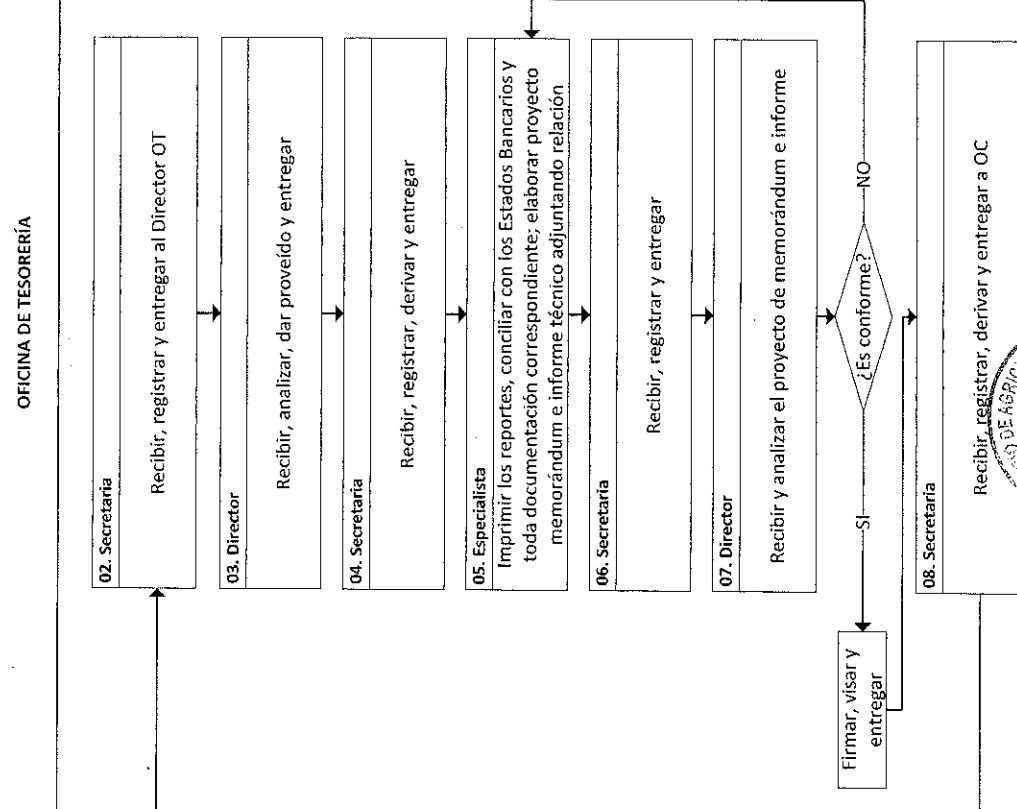 OFICINA DE TESORERÍA
02. Secretaria
Recibir, registrar y entregar al Director OT
03. Director
Recibir, analizar, dar proveído y entregar
04. Secretaria
Recibir, registrar, derivar y entregar
05. Especialista
Imprimir los reportes, conciliar con los Estados Bancarios y
toda documentación correspondiente; elaborar proyecto
memorándum e informe técnico adjuntando relación
06. Secretaria
Recibir, registrar y entregar
07. Director
Recibir y analizar el proyecto de memorándum e informe
¿Es conforme?
SI
NO
Firmar, visar y
entregar
08. Secretaria
Recibir, registrar, derivar y entregar a OC